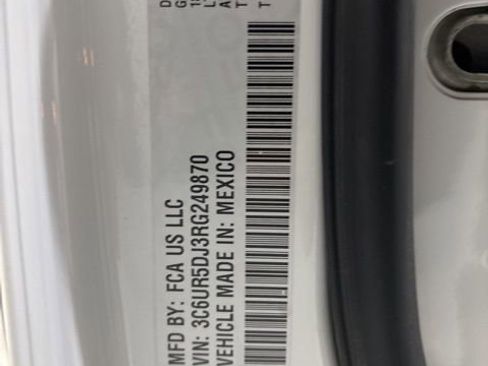 MFD BY: FCA US LLC
VIN: 3C6UR5DJ3RG249870
VEHICLE MADE IN: MEXICO